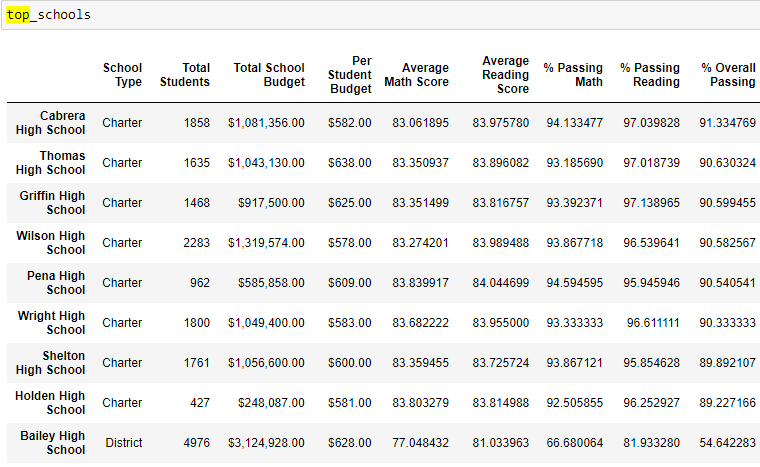 top_schools
School Type Total Students Total School Budget Per Student Budget Average Math Score Average Reading Score % Passing Math % Passing Reading % Overall Passing
Cabrera High School Charter 1858 $1,081,356.00 $582.00 83.061895 83.975780 94.133477 97.039828 91.334769
Thomas High School Charter 1635 $1,043,130.00 $638.00 83.350937 83.896082 93.185690 97.018739 90.630324
Griffin High School Charter 1468 $917,500.00 $625.00 83.351499 83.816757 93.392371 97.138965 90.599455
Wilson High School Charter 2283 $1,319,574.00 $578.00 83.274201 83.989488 93.867718 96.539641 90.582567
Pena High School Charter 962 $585,858.00 $609.00 83.839917 84.044699 94.594595 95.945946 90.540541
Wright High School Charter 1800 $1,049,400.00 $583.00 83.682222 83.955000 93.333333 96.611111 90.333333
Shelton High School Charter 1761 $1,056,600.00 $600.00 83.359455 83.725724 93.867121 95.854628 89.892107
Holden High School Charter 427 $248,087.00 $581.00 83.803279 83.814988 92.505855 96.252927 89.227166
Bailey High School District 4976 $3,124,928.00 $628.00 77.048432 81.033963 66.680064 81.933280 54.642283